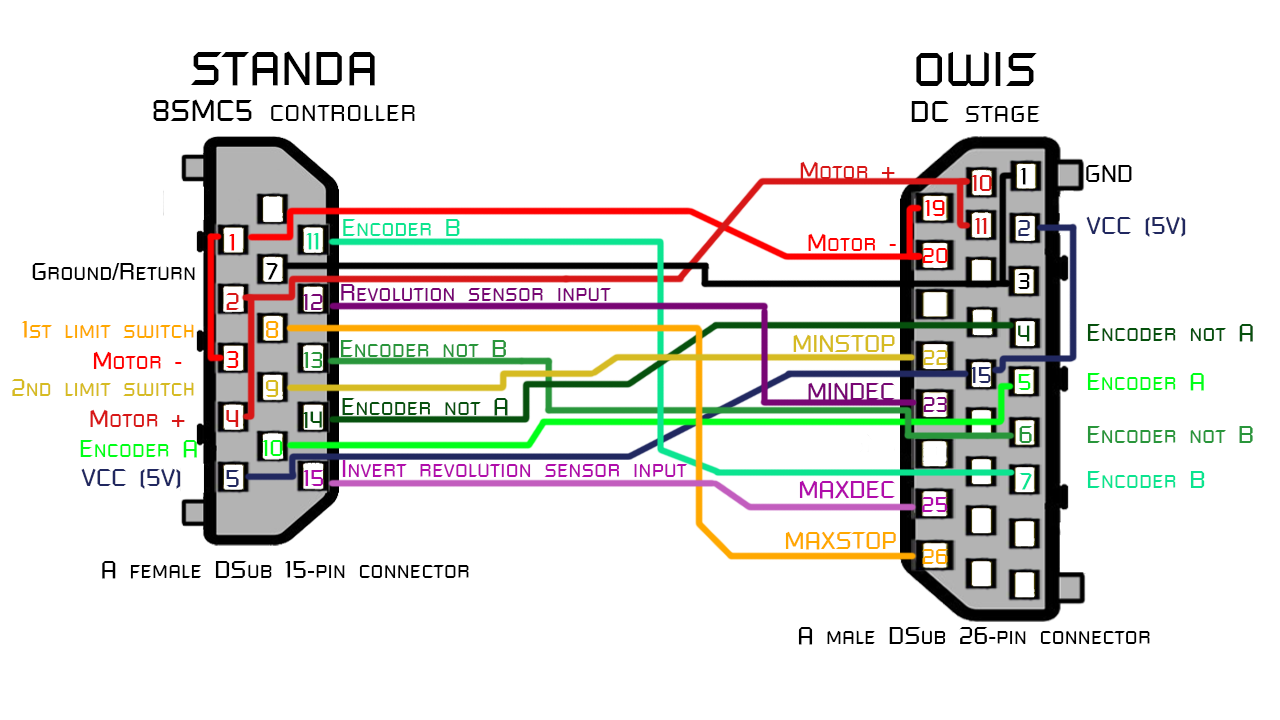 STANDA
8SMC5 CONTROLLER
OWIS
DC STAGE
1
2
3
4
5
7
8
9
10
11
12
13
14
15
Ground/Return
1st limit switch
Motor -
2nd limit switch
Motor +
Encoder A
VCC (5V)
Encoder B
Revolution sensor input
Encoder not B
Encoder not A
Invert revolution sensor input
A female DSub 15-pin connector
Motor +
Motor -
MINSTOP
MINDEC
MAXDEC
MAXSTOP
19
20
22
23
25
26
10
11
15
1
2
3
4
5
6
7
GND
VCC (5V)
Encoder not A
Encoder A
Encoder not B
Encoder B
A male DSub 26-pin connector